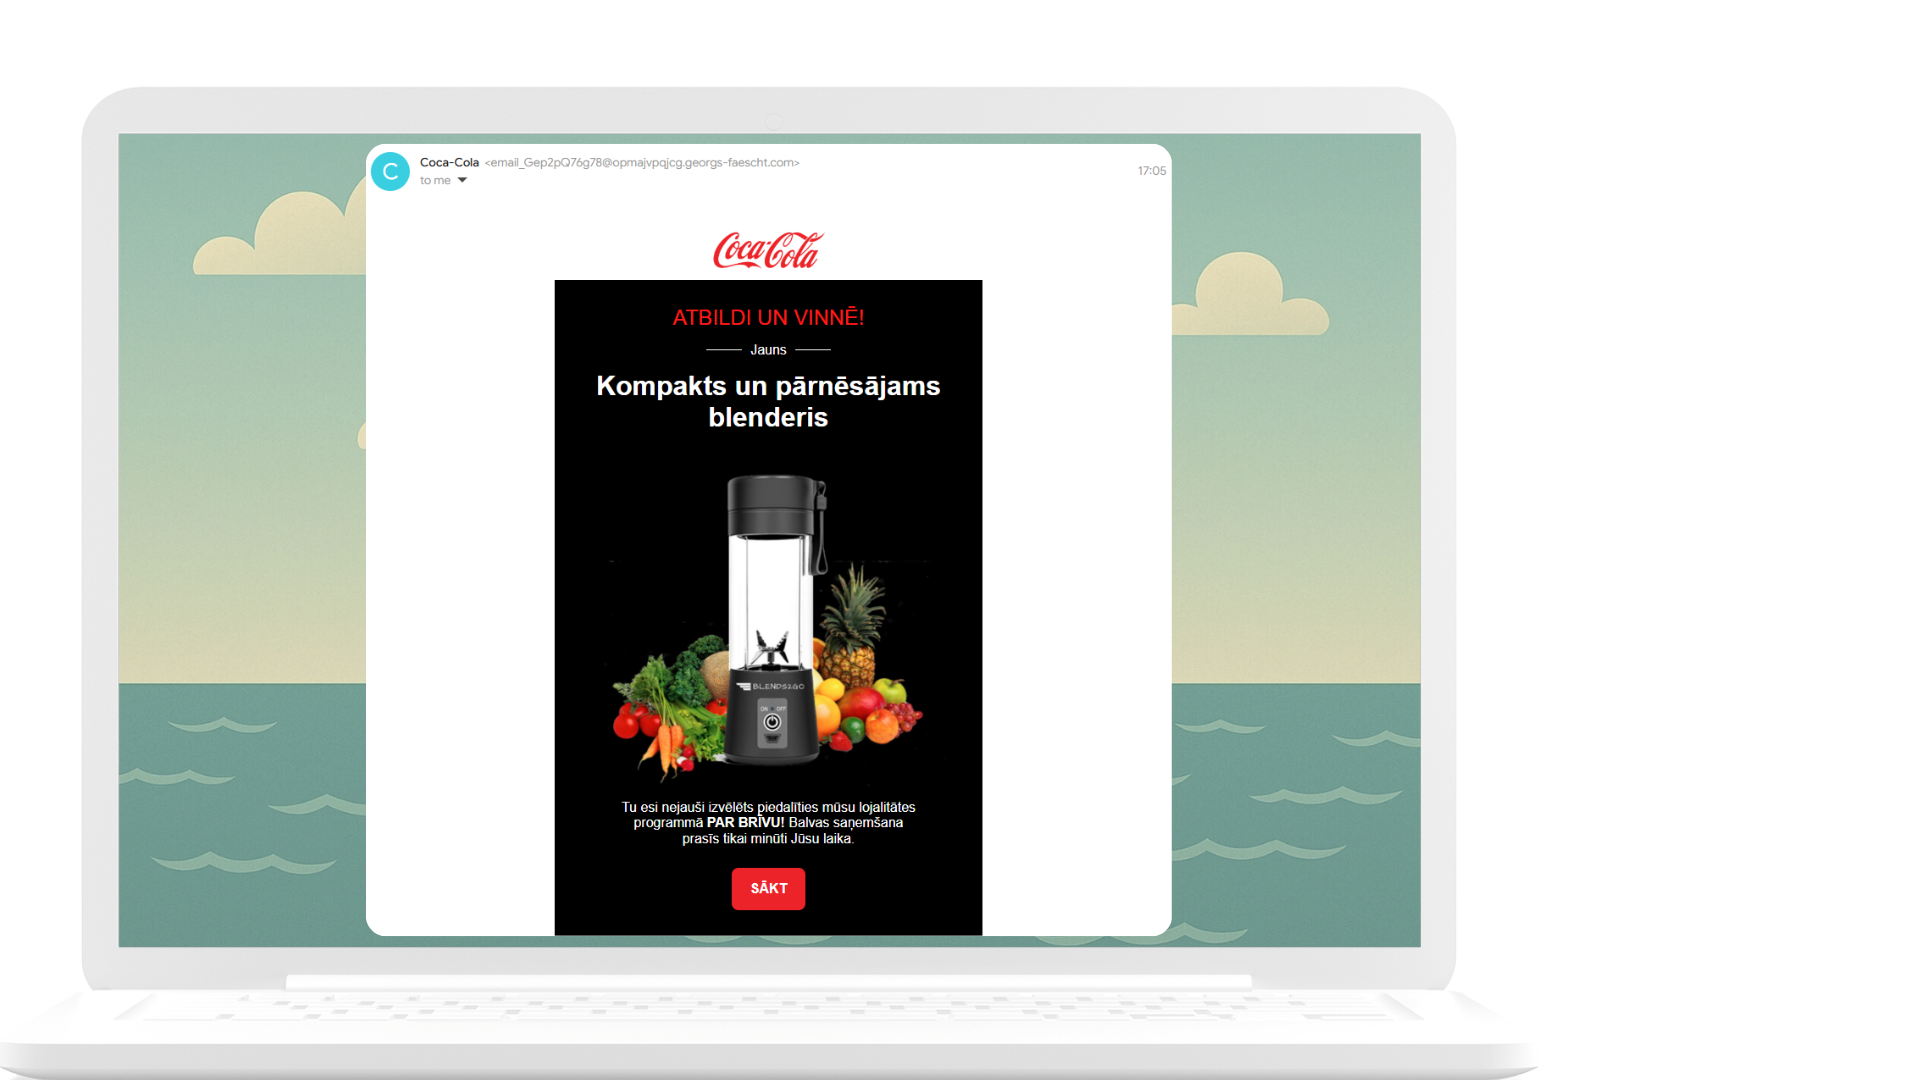 C
Coca-Cola <email_Gep2pQ76g78@opmajvpqjcg.georgs-faescht.com>
to me
17:05
Coca-Cola
ATBILDI UN VINNĒ!
Jauns
Kompakts un pārnēsājams
blenderis
BLENDS&GO
ON OFF
Tu esi nejauši izvēlēts piedalīties mūsu lojalitātes
programmā PAR BRĪVU! Balvas saņemšana
prasīs tikai minūti Jūsu laika.
SĀKT